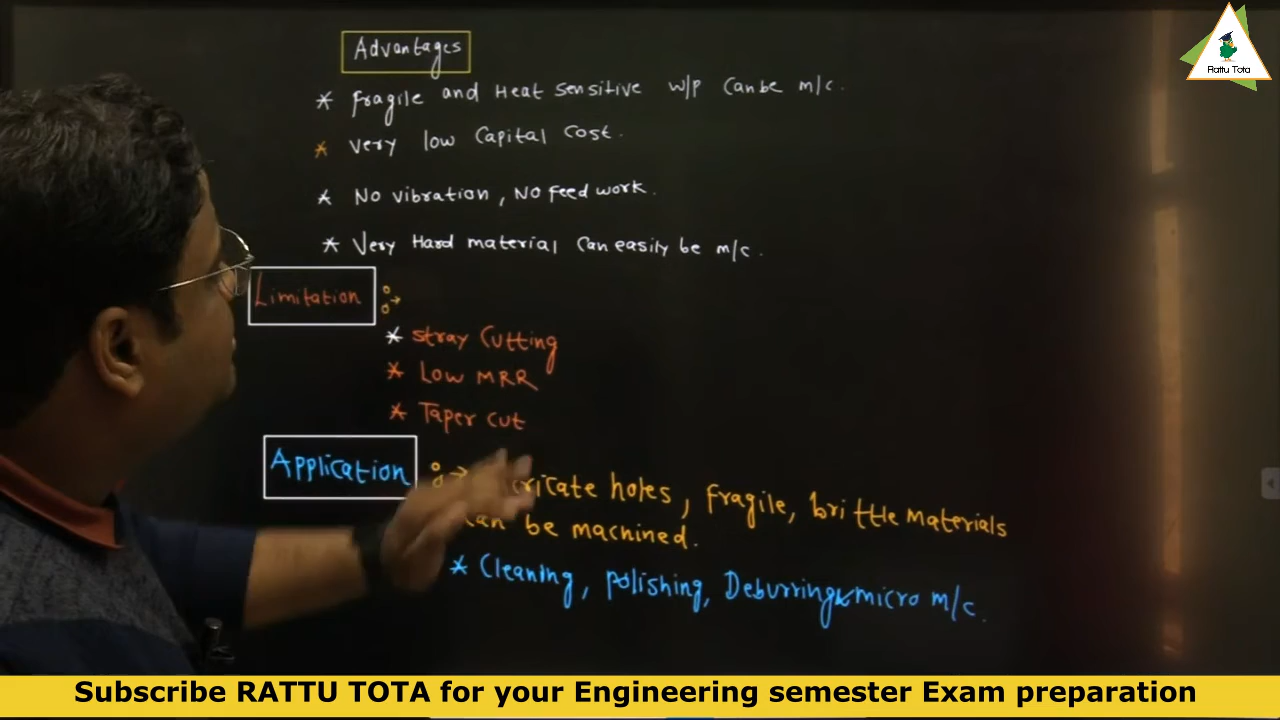 Rattu Tota
Advantages
* fragile and Heat sensitive w/p can be m/c.
* very low Capital Cost.
* No vibration, No feed work.
* Very Hard material Can easily be m/c.
Limitation :→
* stray Cutting
* Low MRR
* Taper cut
Application :→ holes, fragile, brittle Materials
be machined.
* Cleaning, polishing, Deburring & micro m/c.
Subscribe RATTU TOTA for your Engineering semester Exam preparation